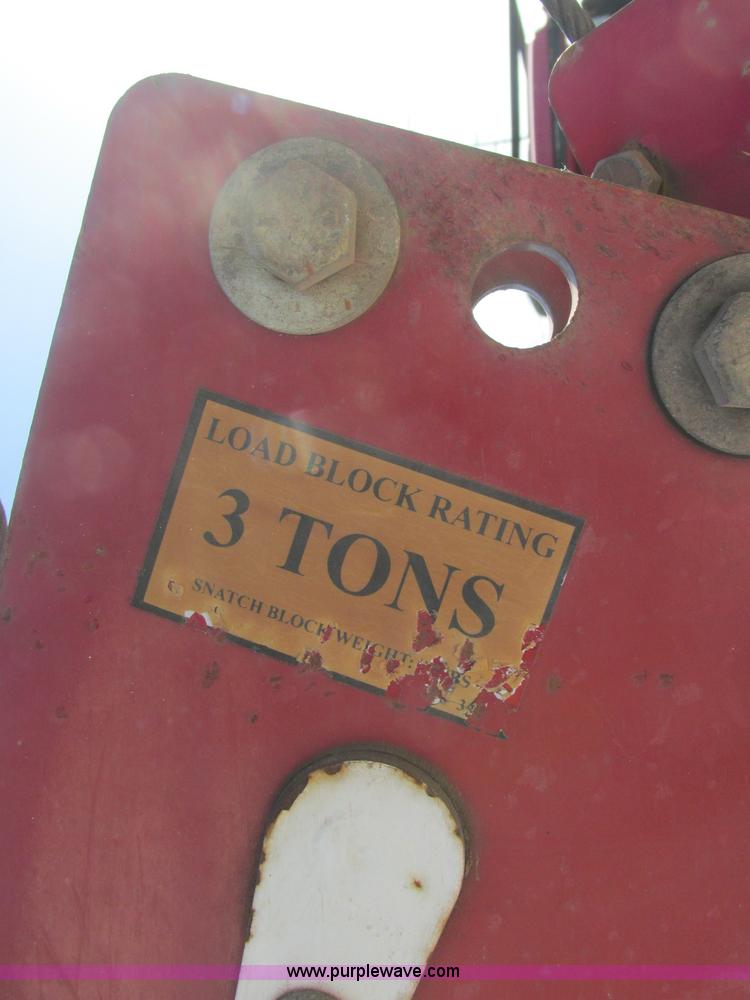 LOAD BLOCK RATING
3 TONS
SNATCH BLOCK WEIGHT:
www.purplewave.com